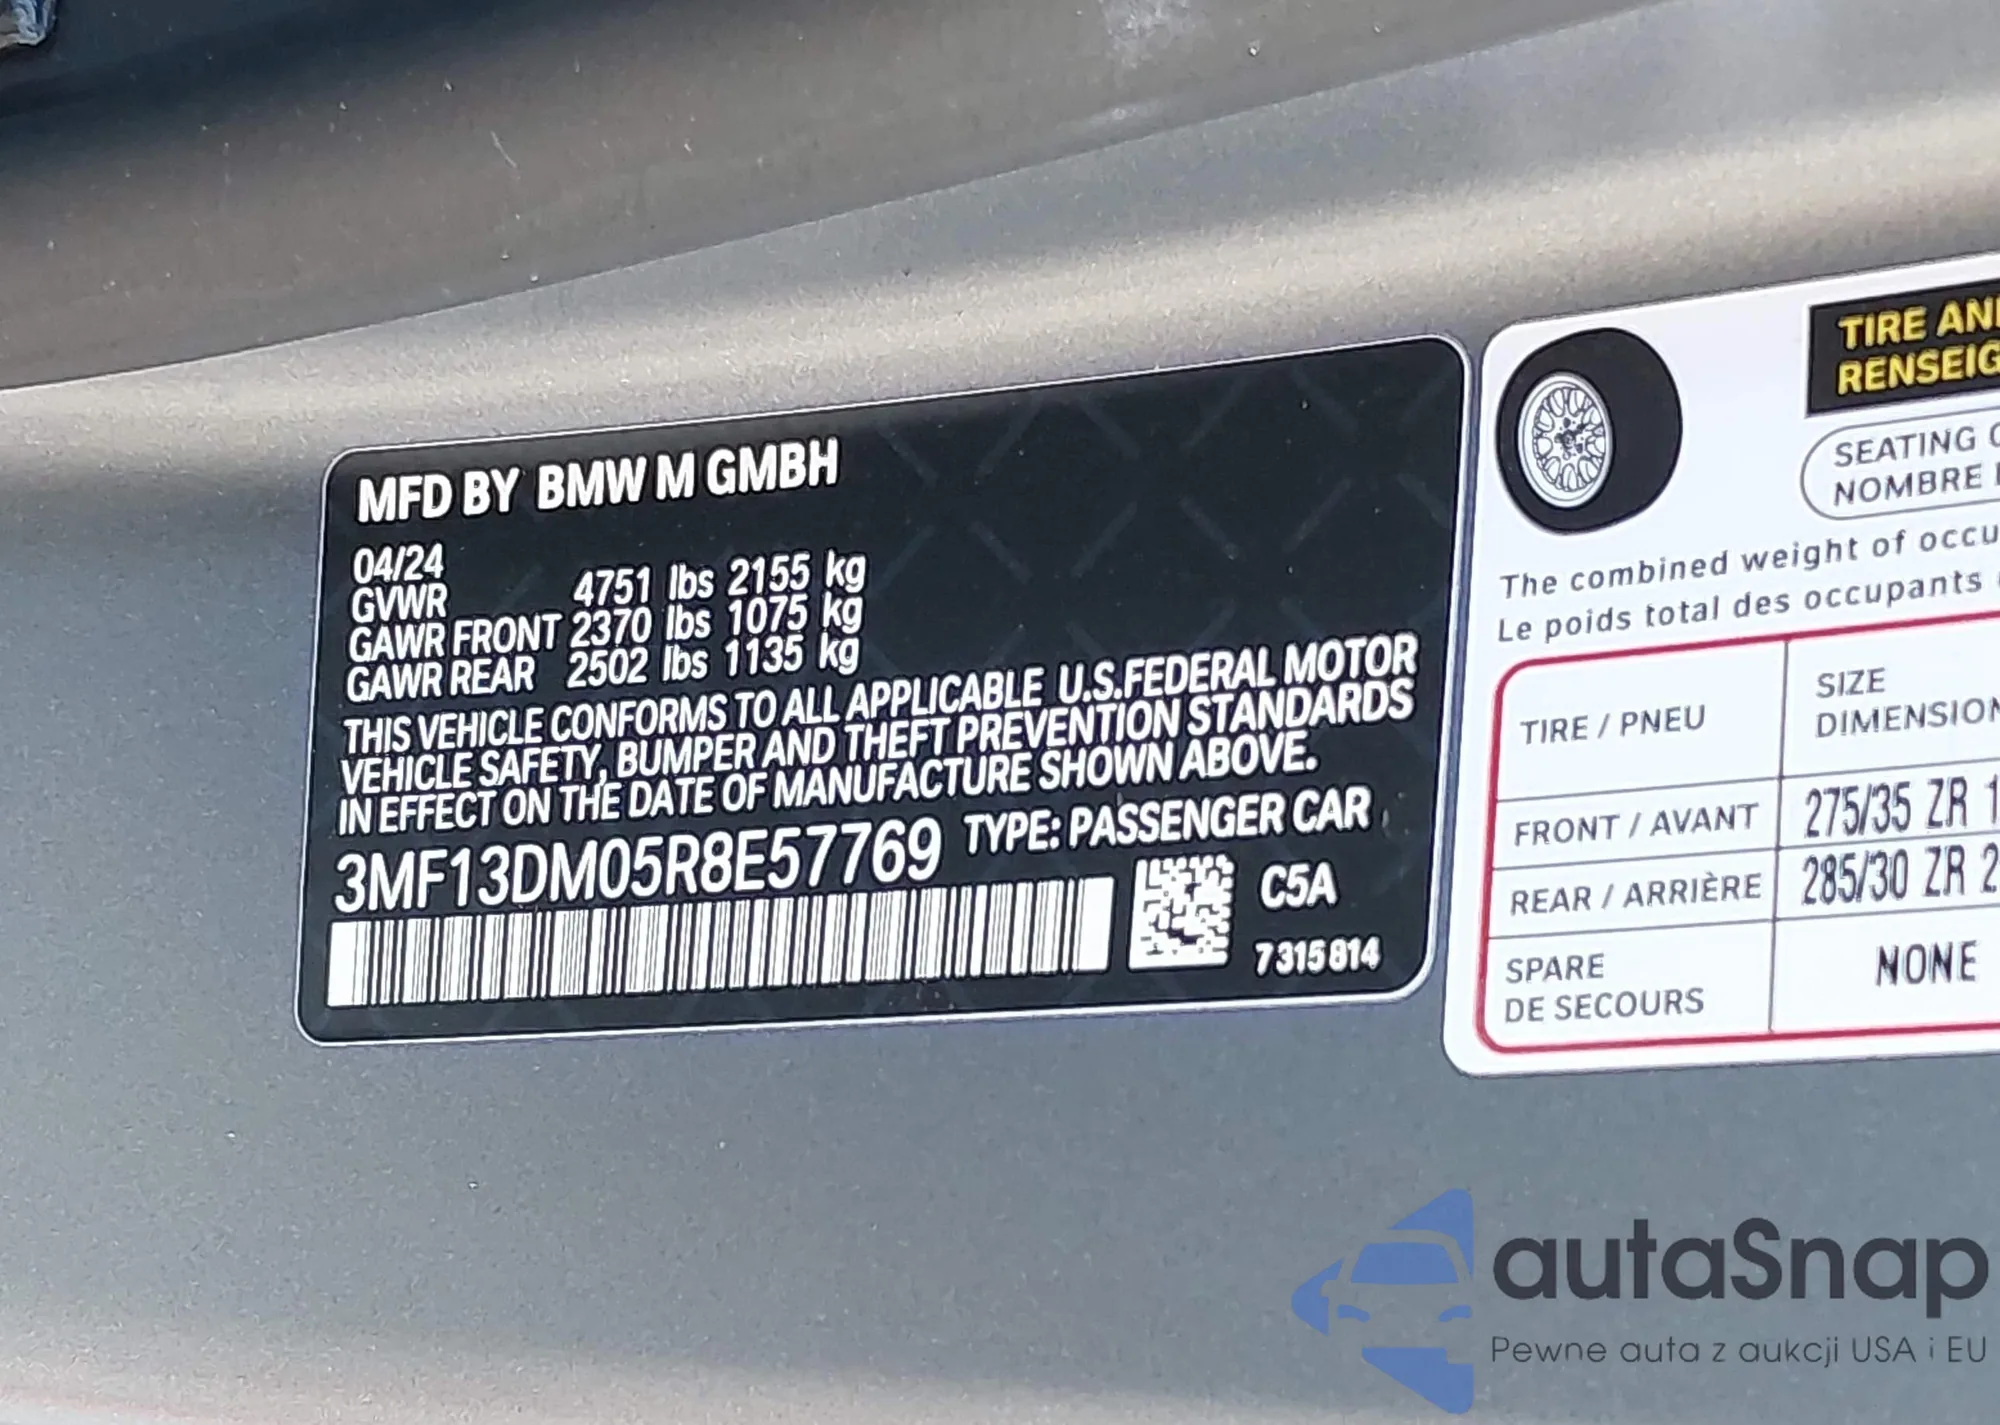 MFD BY BMW M GMBH
04/24
GVWR 4751 lbs 2155 kg
GAWR FRONT 2370 lbs 1075 kg
GAWR REAR 2502 lbs 1135 kg
THIS VEHICLE CONFORMS TO ALL APPLICABLE U.S.FEDERAL MOTOR
VEHICLE SAFETY, BUMPER AND THEFT PREVENTION STANDARDS
IN EFFECT ON THE DATE OF MANUFACTURE SHOWN ABOVE.
3MF13DM05R8E57769 TYPE: PASSENGER CAR
C5A
7315814
TIRE AN
RENSEIG
SEATING
NOMBRE
The combined weight of occu
Le poids total des occupants
TIRE / PNEU
SIZE
DIMENSION
FRONT / AVANT 275/35 ZR 1
REAR / ARRIÈRE 285/30 ZR 2
SPARE
DE SECOURS
NONE
autaSnap
Pewne auta z aukcji USA i EU